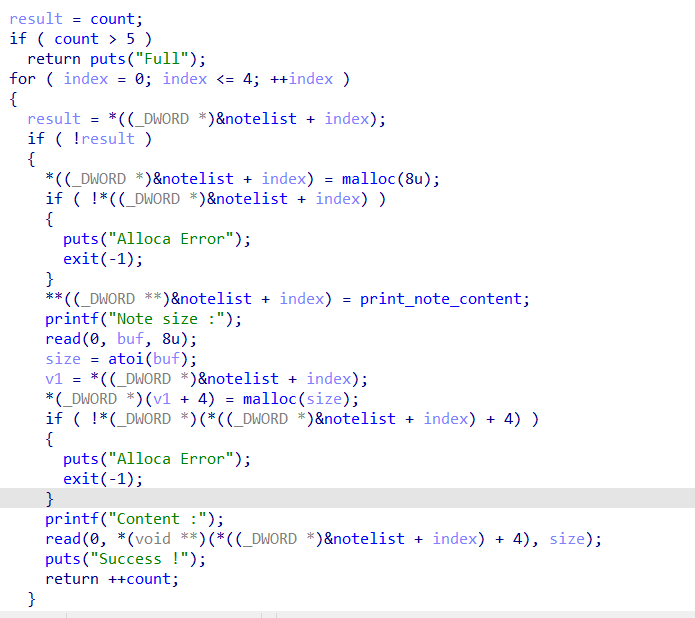 result = count;
if ( count > 5 )
return puts("Full");
for ( index = 0; index <= 4; ++index )
{
result = *((_DWORD *)&notelist + index);
if ( !result )
{
*((_DWORD *)&notelist + index) = malloc(8u);
if ( !*((_DWORD *)&notelist + index) )
{
puts("Alloca Error");
exit(-1);
}
**((_DWORD **)&notelist + index) = print_note_content;
printf("Note size :");
read(0, buf, 8u);
size = atoi(buf);
v1 = *((_DWORD *)&notelist + index);
*(_DWORD *)(v1 + 4) = malloc(size);
if ( !*(_DWORD *)(*((_DWORD *)&notelist + index) + 4) )
{
puts("Alloca Error");
exit(-1);
}
printf("Content :");
read(0, *(void **)(*((_DWORD *)&notelist + index) + 4), size);
puts("Success !");
return ++count;
}